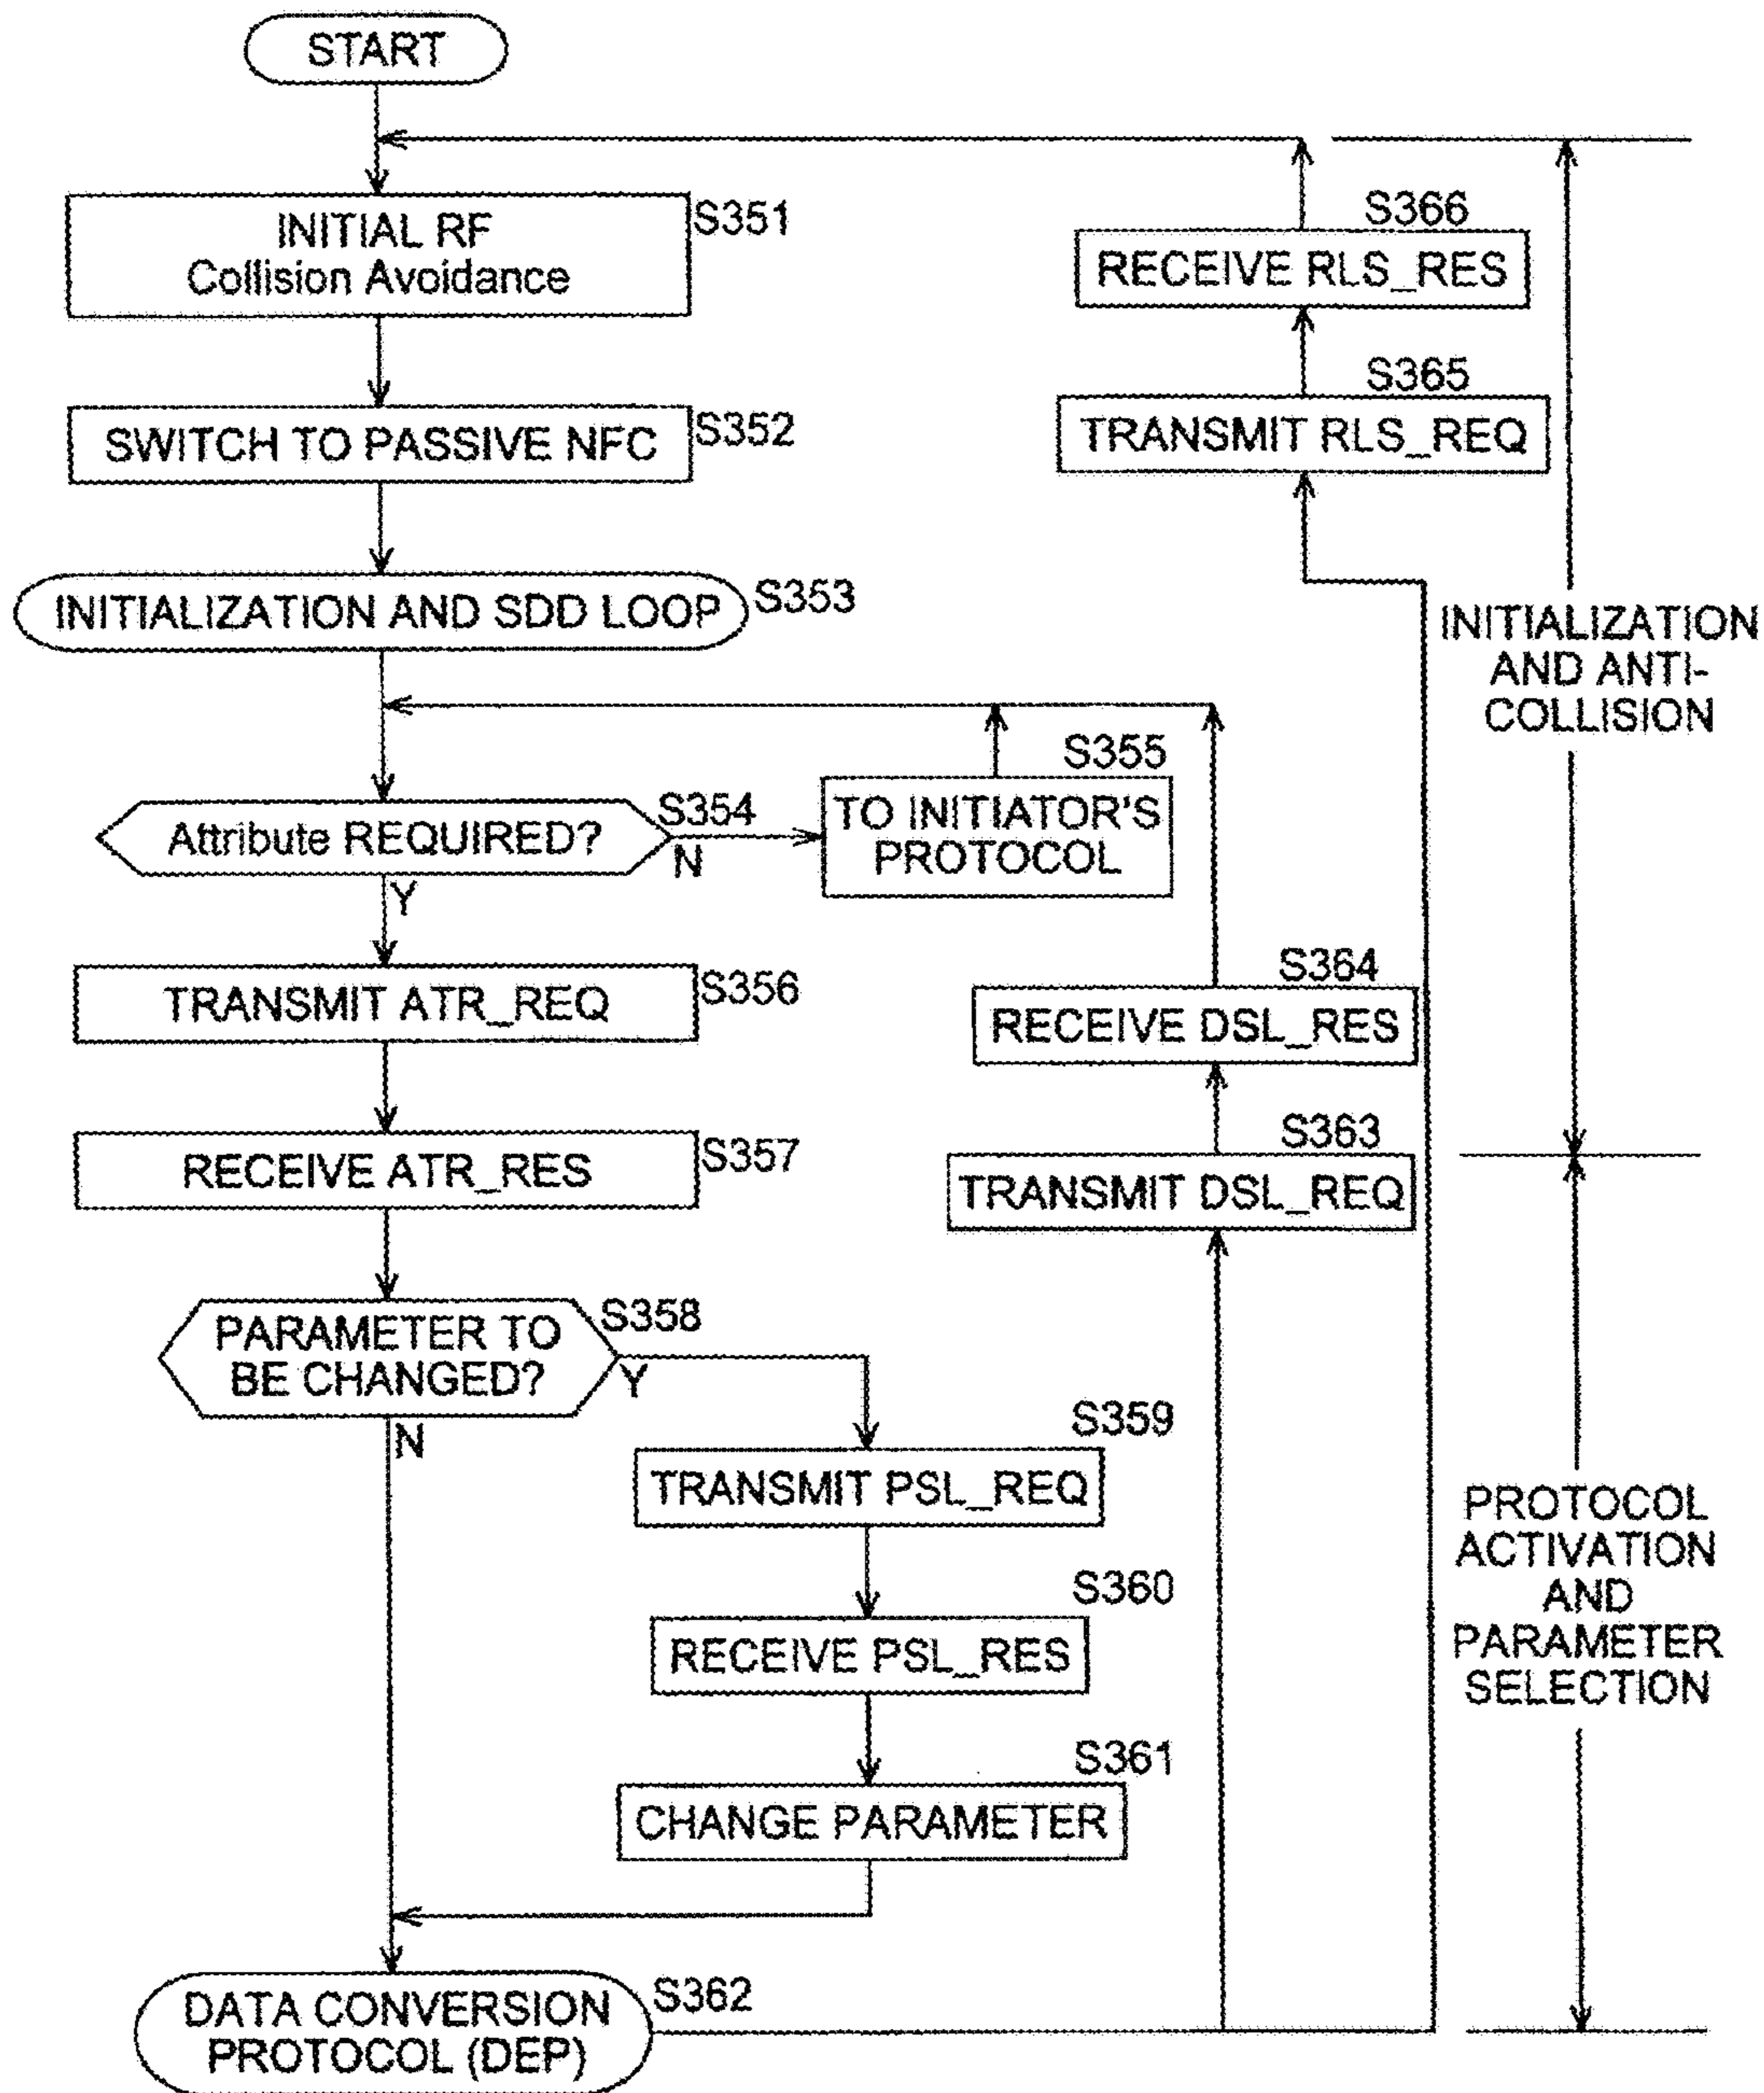 START
INITIAL RF
Collision Avoidance
S351
SWITCH TO PASSIVE NFC
S352
INITIALIZATION AND SDD LOOP
S353
Attribute REQUIRED?
S354
N
Y
S355
TO INITIATOR'S
PROTOCOL
TRANSMIT ATR_REQ
S356
RECEIVE ATR_RES
S357
PARAMETER TO
BE CHANGED?
S358
Y
N
S359
TRANSMIT PSL_REQ
S360
RECEIVE PSL_RES
S361
CHANGE PARAMETER
DATA CONVERSION
PROTOCOL (DEP)
S362
S363
TRANSMIT DSL_REQ
S364
RECEIVE DSL_RES
S365
TRANSMIT RLS_REQ
S366
RECEIVE RLS_RES
INITIALIZATION
AND ANTI-
COLLISION
PROTOCOL
ACTIVATION
AND
PARAMETER
SELECTION